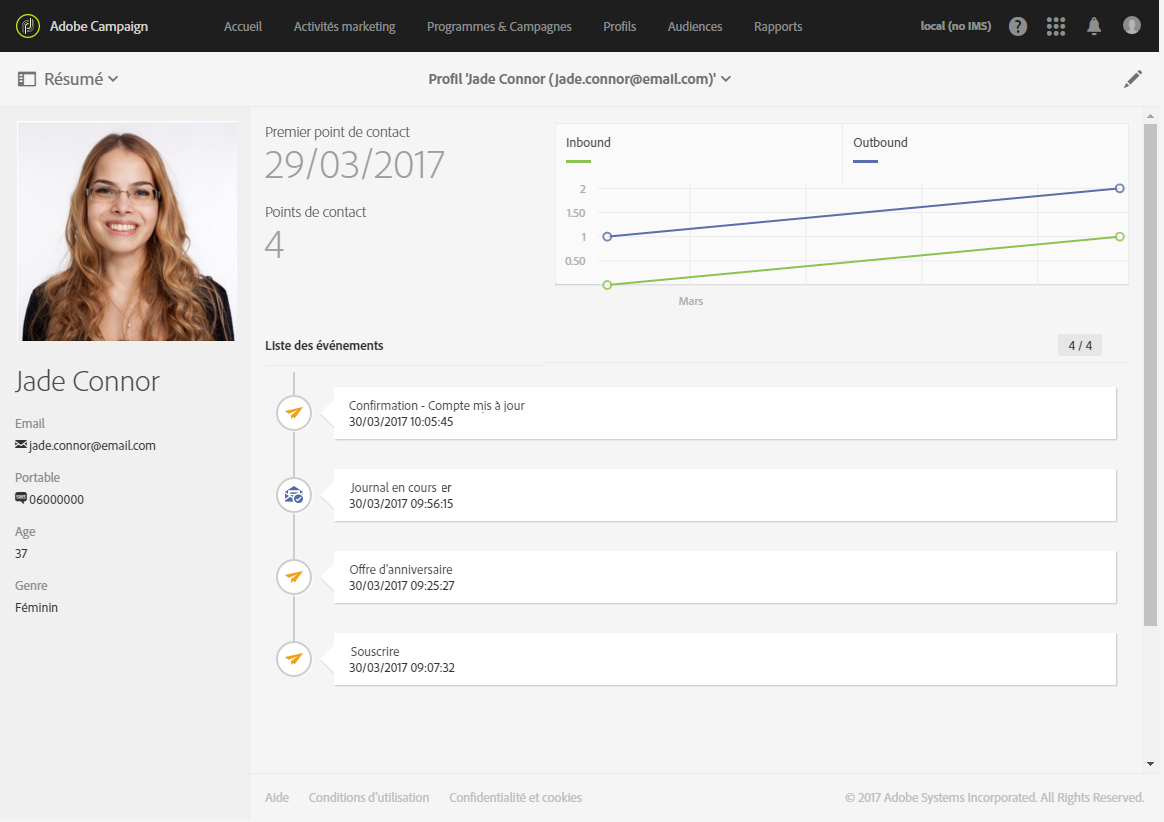 Adobe Campaign
Accueil
Activités marketing
Programmes & Campagnes
Profils
Audiences
Rapports
local (no IMS)
?
Résumé
Profil 'Jade Connor (jade.connor@email.com)'
Jade Connor
Email
jade.connor@email.com
Portable
SMS 06000000
Age
37
Genre
Féminin
Premier point de contact
29/03/2017
Points de contact
4
Inbound
Outbound
2
1.50
1
0.50
Mars
Liste des événements
4 / 4
Confirmation - Compte mis à jour
30/03/2017 10:05:45
Journal en cours er
30/03/2017 09:56:15
Offre d'anniversaire
30/03/2017 09:25:27
Souscrire
30/03/2017 09:07:32
Aide
Conditions d'utilisation
Confidentialité et cookies
© 2017 Adobe Systems Incorporated. All Rights Reserved.